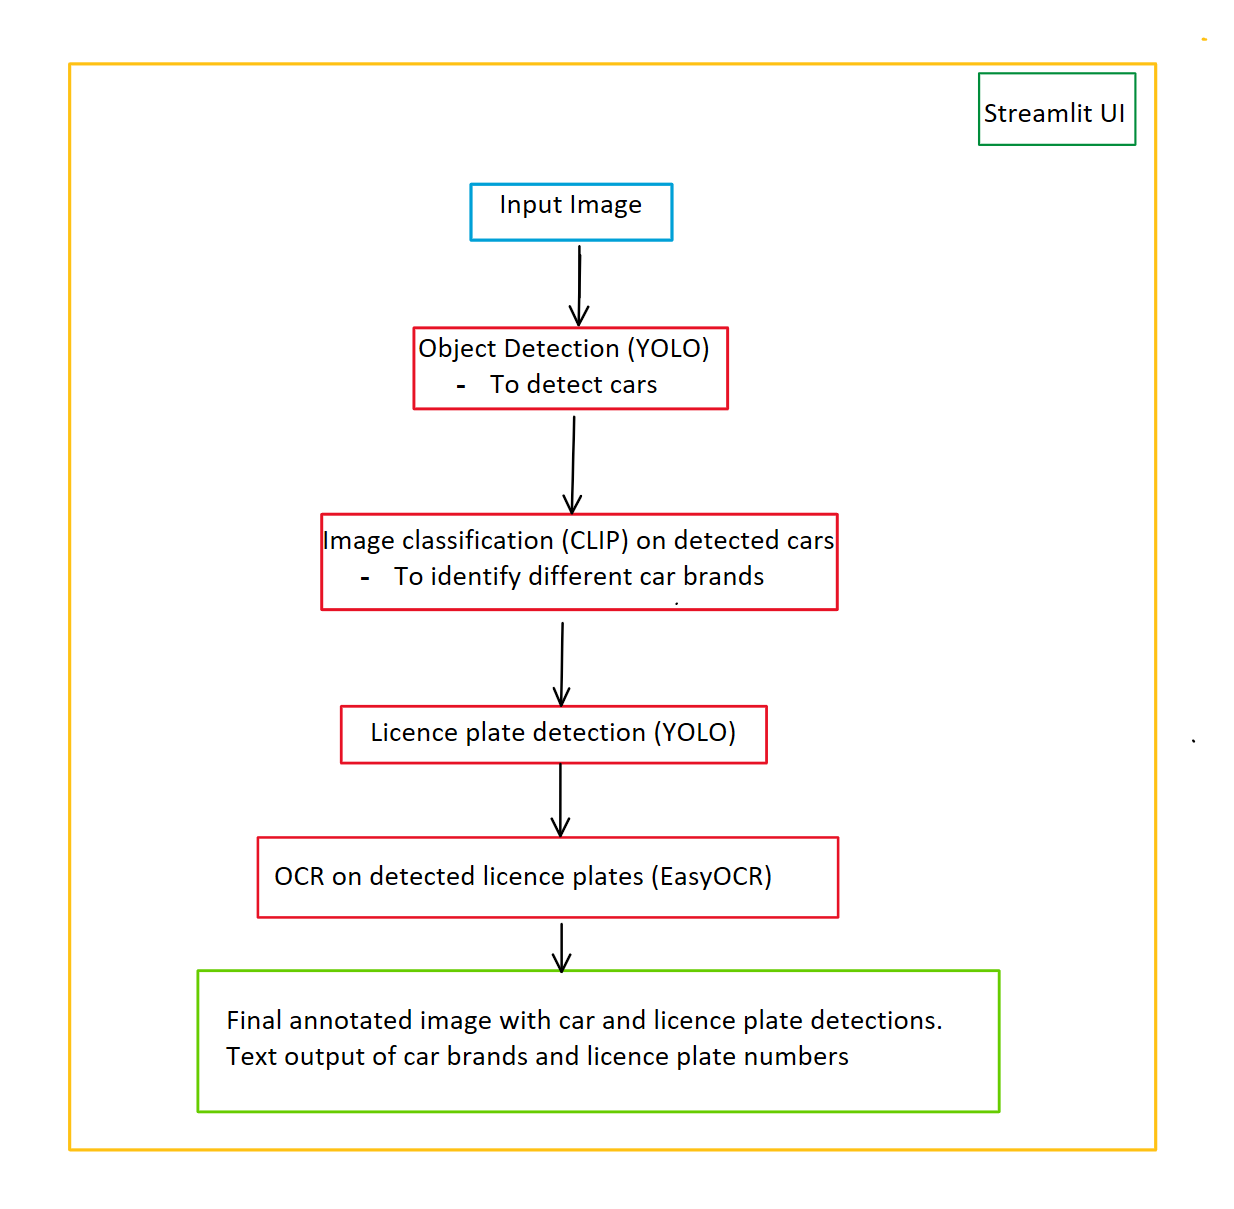 Streamlit UI
Input Image
Object Detection (YOLO)
- To detect cars
Image classification (CLIP) on detected cars
- To identify different car brands
Licence plate detection (YOLO)
OCR on detected licence plates (EasyOCR)
Final annotated image with car and licence plate detections.
Text output of car brands and licence plate numbers